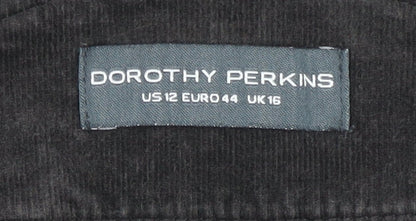 DOROTHY PERKINS
US 12 EURO 44 UK 16